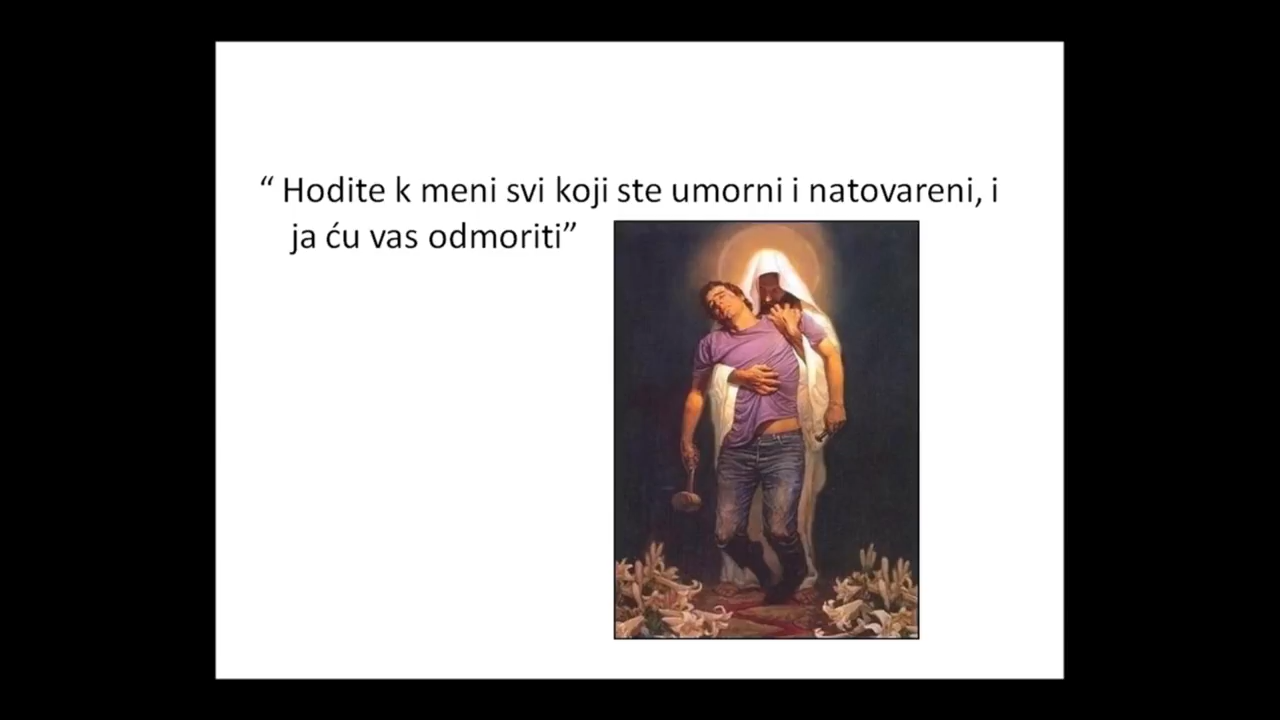 “ Hodite k meni svi koji ste umorni i natovareni, i
ja ću vas odmoriti”